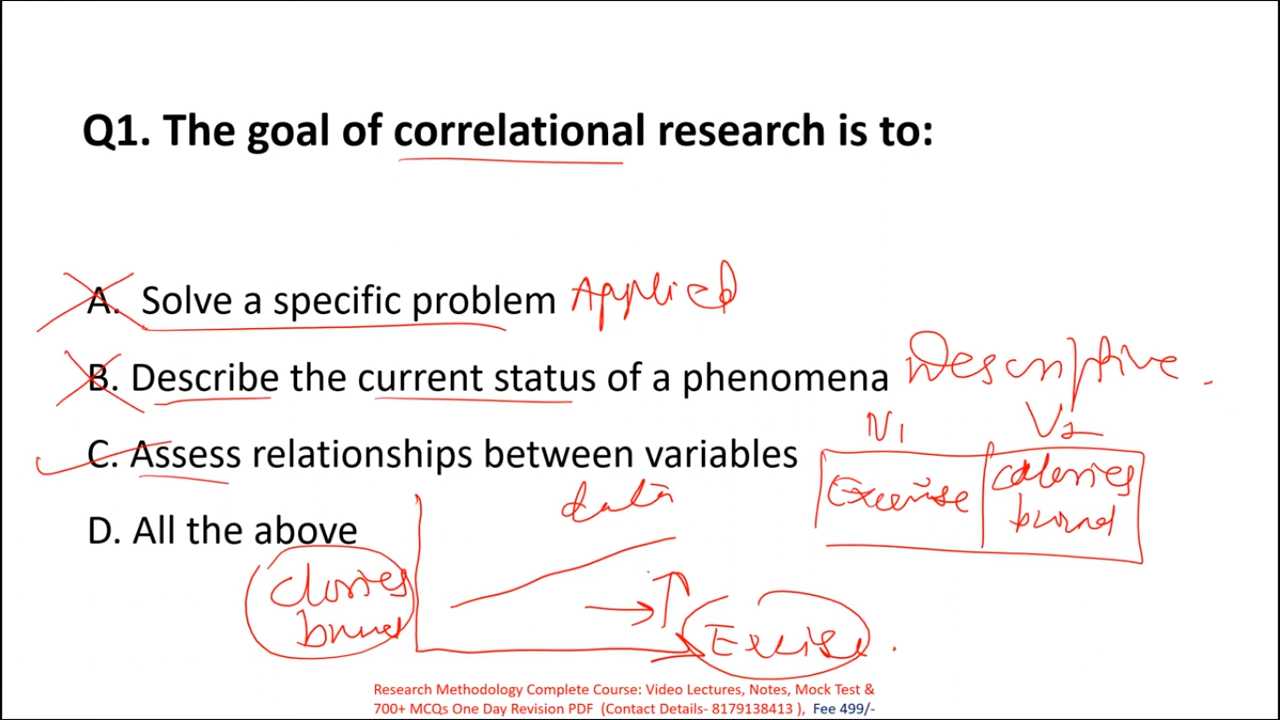 Q1. The goal of correlational research is to:
A. Solve a specific problem Applied
B. Describe the current status of a phenomena Descriptive.
V1 V2
C. Assess relationships between variables
Exercise calories
burned
data
D. All the above
burned
Research Methodology Complete Course: Video Lectures, Notes, Mock Test &
700+ MCQs One Day Revision PDF (Contact Details- 8179138413 ), Fee 499/-